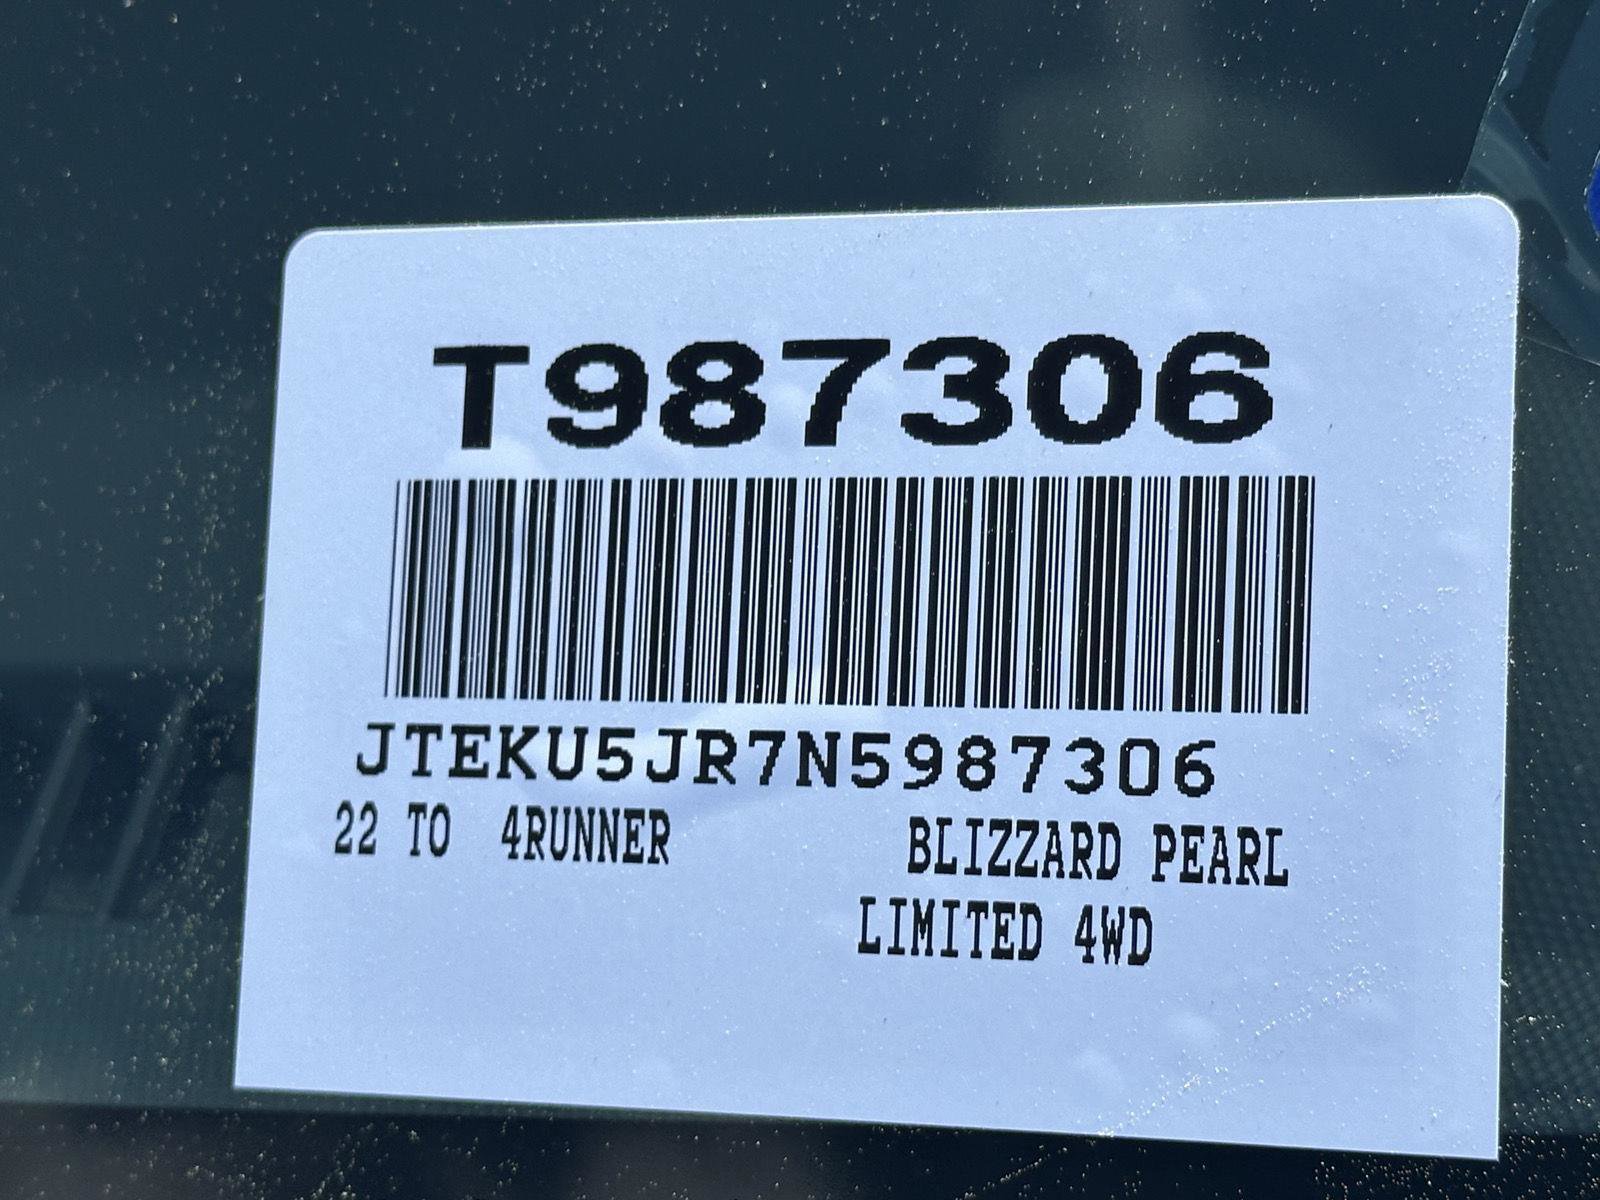 T987306
JTEKU5JR7N5987306
22 TO 4RUNNER BLIZZARD PEARL
LIMITED 4WD